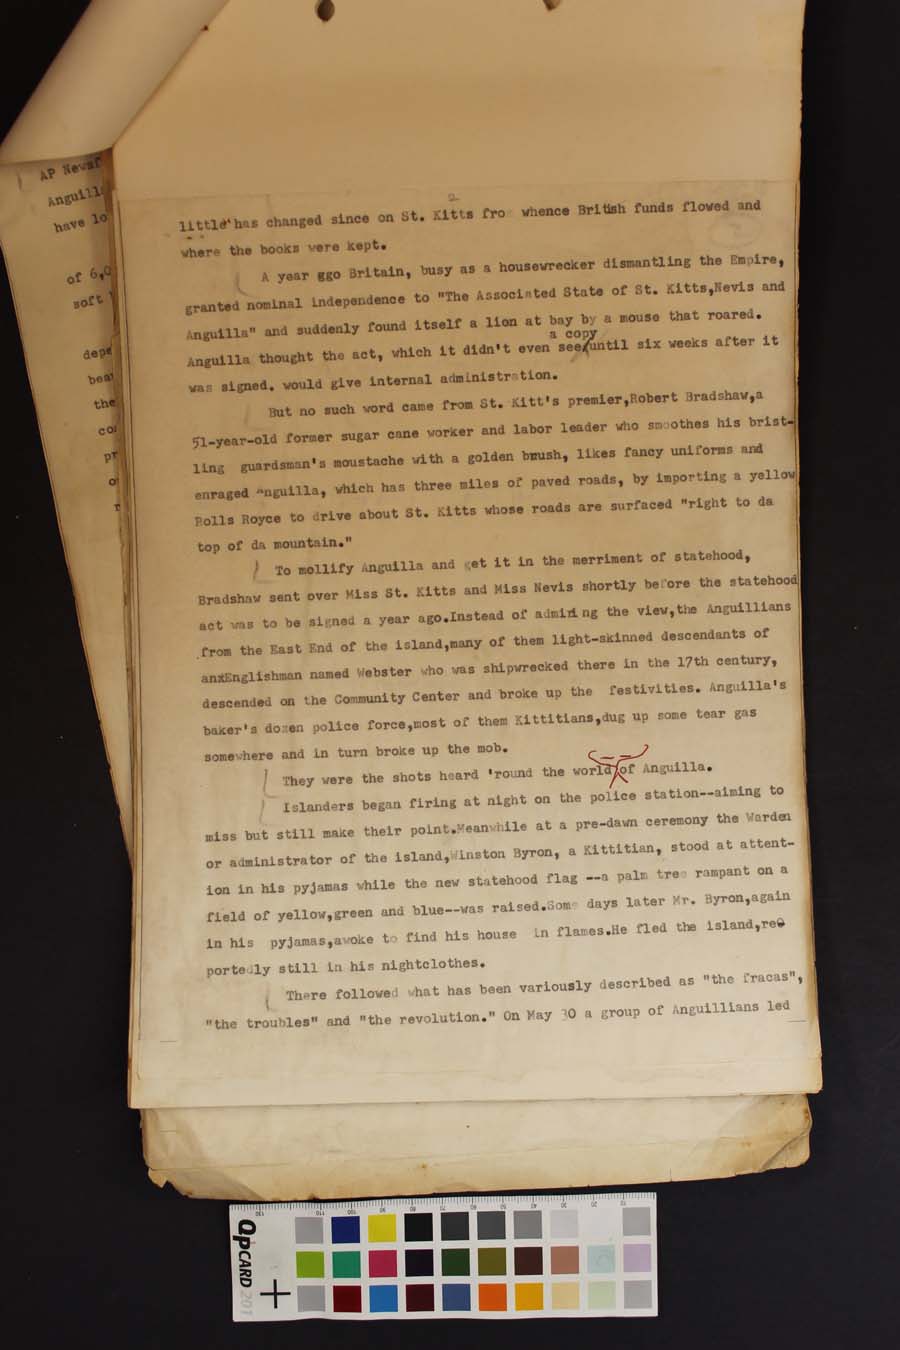 AP Newsf
Anguill
have lo
of 6,0
soft
depe
bea
the
co
pr
o
r
2
little has changed since on St. Kitts fro whence British funds flowed and
where the books were kept.
A year ggo Britain, busy as a housewrecker dismantling the Empire,
granted nominal independence to "The Associated State of St. Kitts,Nevis and
Anguilla" and suddenly found itself a lion at bay by a mouse that roared.
a copy
Anguilla thought the act, which it didn't even see/until six weeks after it
was signed. would give internal administration.
But no such word came from St. Kitt's premier,Robert Bradshaw,a
51-year-old former sugar cane worker and labor leader who smoothes his brist-
ling guardsman's moustache with a golden brush, likes fancy uniforms and
enraged Anguilla, which has three miles of paved roads, by importing a yellow
Rolls Royce to drive about St. Kitts whose roads are surfaced "right to da
top of da mountain."
To mollify Anguilla and get it in the merriment of statehood,
Bradshaw sent over Miss St. Kitts and Miss Nevis shortly before the statehood
act was to be signed a year ago.Instead of admiring the view,the Anguillians
from the East End of the island,many of them light-skinned descendants of
anxEnglishman named Webster who was shipwrecked there in the 17th century,
descended on the Community Center and broke up the festivities. Anguilla's
baker's dozen police force,most of them Kittitians,dug up some tear gas
somewhere and in turn broke up the mob.
They were the shots heard 'round the world of Anguilla.
Islanders began firing at night on the police station--aiming to
miss but still make their point.Meanwhile at a pre-dawn ceremony the Warden
or administrator of the island,Winston Byron, a Kittitian, stood at attent-
ion in his pyjamas while the new statehood flag --a palm tree rampant on a
field of yellow,green and blue--was raised.Some days later Mr. Byron,again
in his pyjamas,awoke to find his house in flames.He fled the island,re-
portedly still in his nightclothes.
There followed what has been variously described as "the fracas",
"the troubles" and "the revolution." On May 30 a group of Anguillians led
QPCARD 201